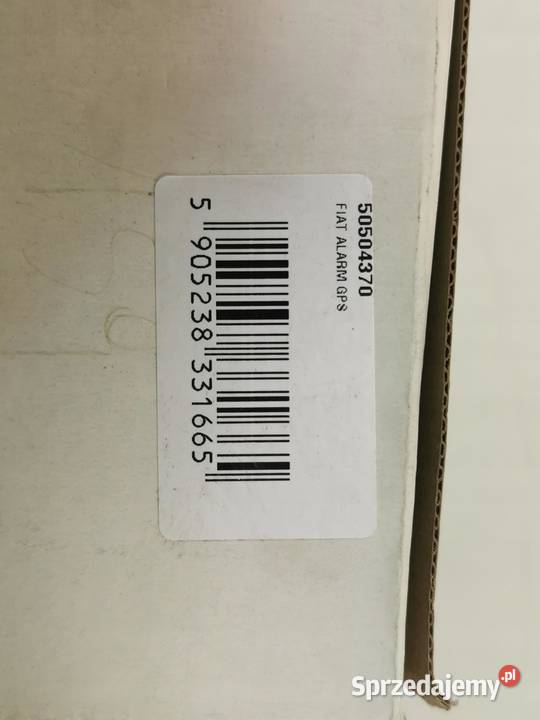 50504370
FIAT ALARM GPS
5 905238 331665
Sprzedajemy.pl